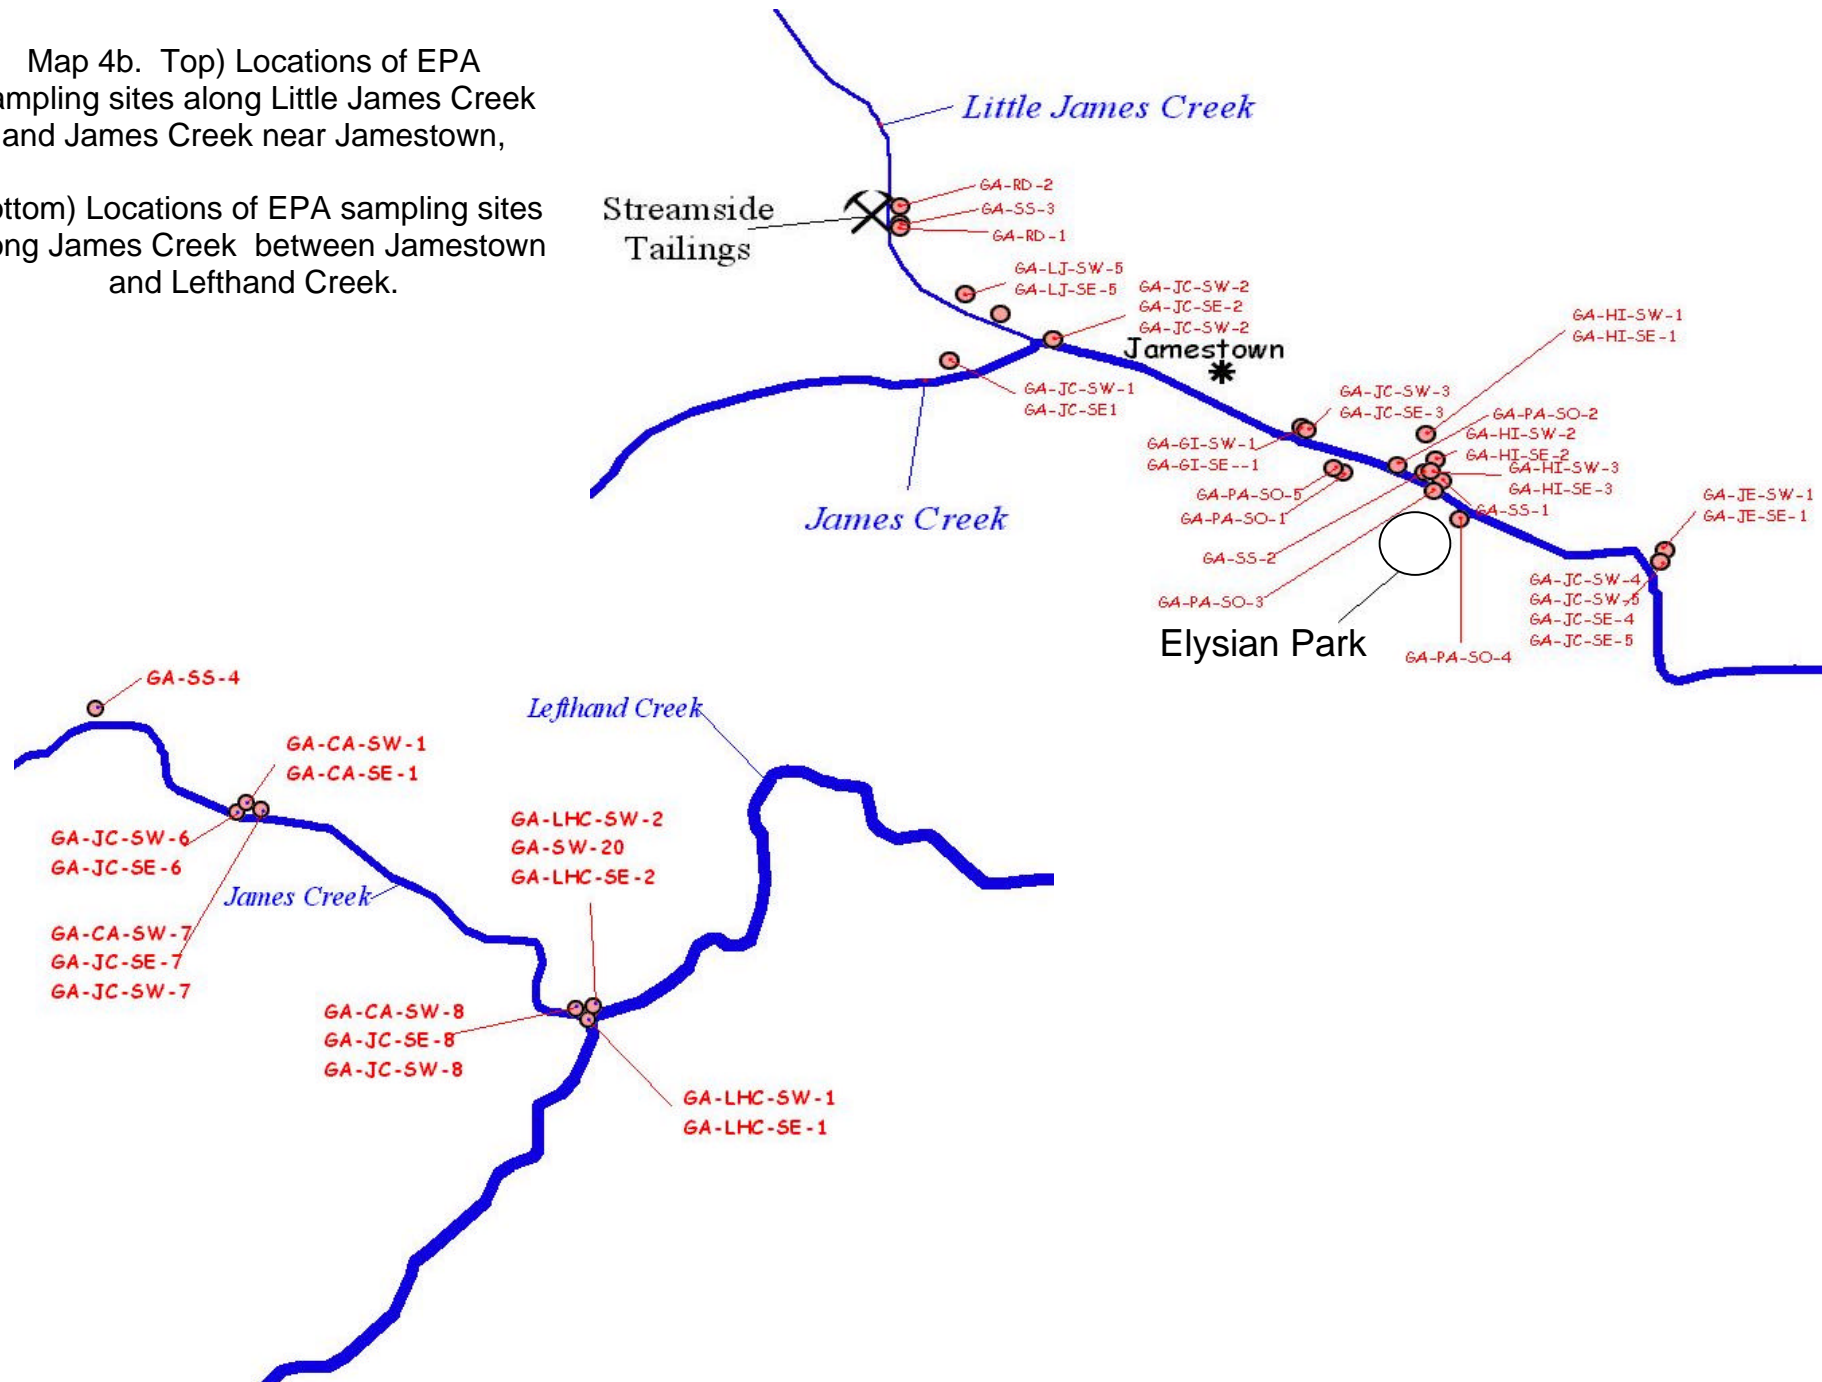 Map 4b. Top) Locations of EPA
ampling sites along Little James Creek
and James Creek near Jamestown,
ottom) Locations of EPA sampling sites
ong James Creek between Jamestown
and Lefthand Creek.
Little James Creek
Streamside
Tailings
GA-RD-2
GA-SS-3
GA-RD-1
GA-LJ-SW-5
GA-LJ-SE-5
GA-JC-SW-2
GA-JC-SE-2
GA-JC-SW-2
Jamestown
GA-JC-SW-1
GA-JC-SE1
James Creek
GA-HI-SW-1
GA-HI-SE-1
GA-JC-SW-3
GA-JC-SE-3
GA-PA-SO-2
GA-HI-SW-2
GA-HI-SE-2
GA-HI-SW-3
GA-HI-SE-3
GA-SS-1
GA-GI-SW-1
GA-GI-SE--1
GA-PA-SO-5
GA-PA-SO-1
GA-SS-2
GA-PA-SO-3
Elysian Park
GA-PA-SO-4
GA-JE-SW-1
GA-JE-SE-1
GA-JC-SW-4
GA-JC-SW-5
GA-JC-SE-4
GA-JC-SE-5
GA-SS-4
GA-CA-SW-1
GA-CA-SE-1
GA-JC-SW-6
GA-JC-SE-6
James Creek
GA-CA-SW-7
GA-JC-SE-7
GA-JC-SW-7
Lefthand Creek
GA-LHC-SW-2
GA-SW-20
GA-LHC-SE-2
GA-CA-SW-8
GA-JC-SE-8
GA-JC-SW-8
GA-LHC-SW-1
GA-LHC-SE-1